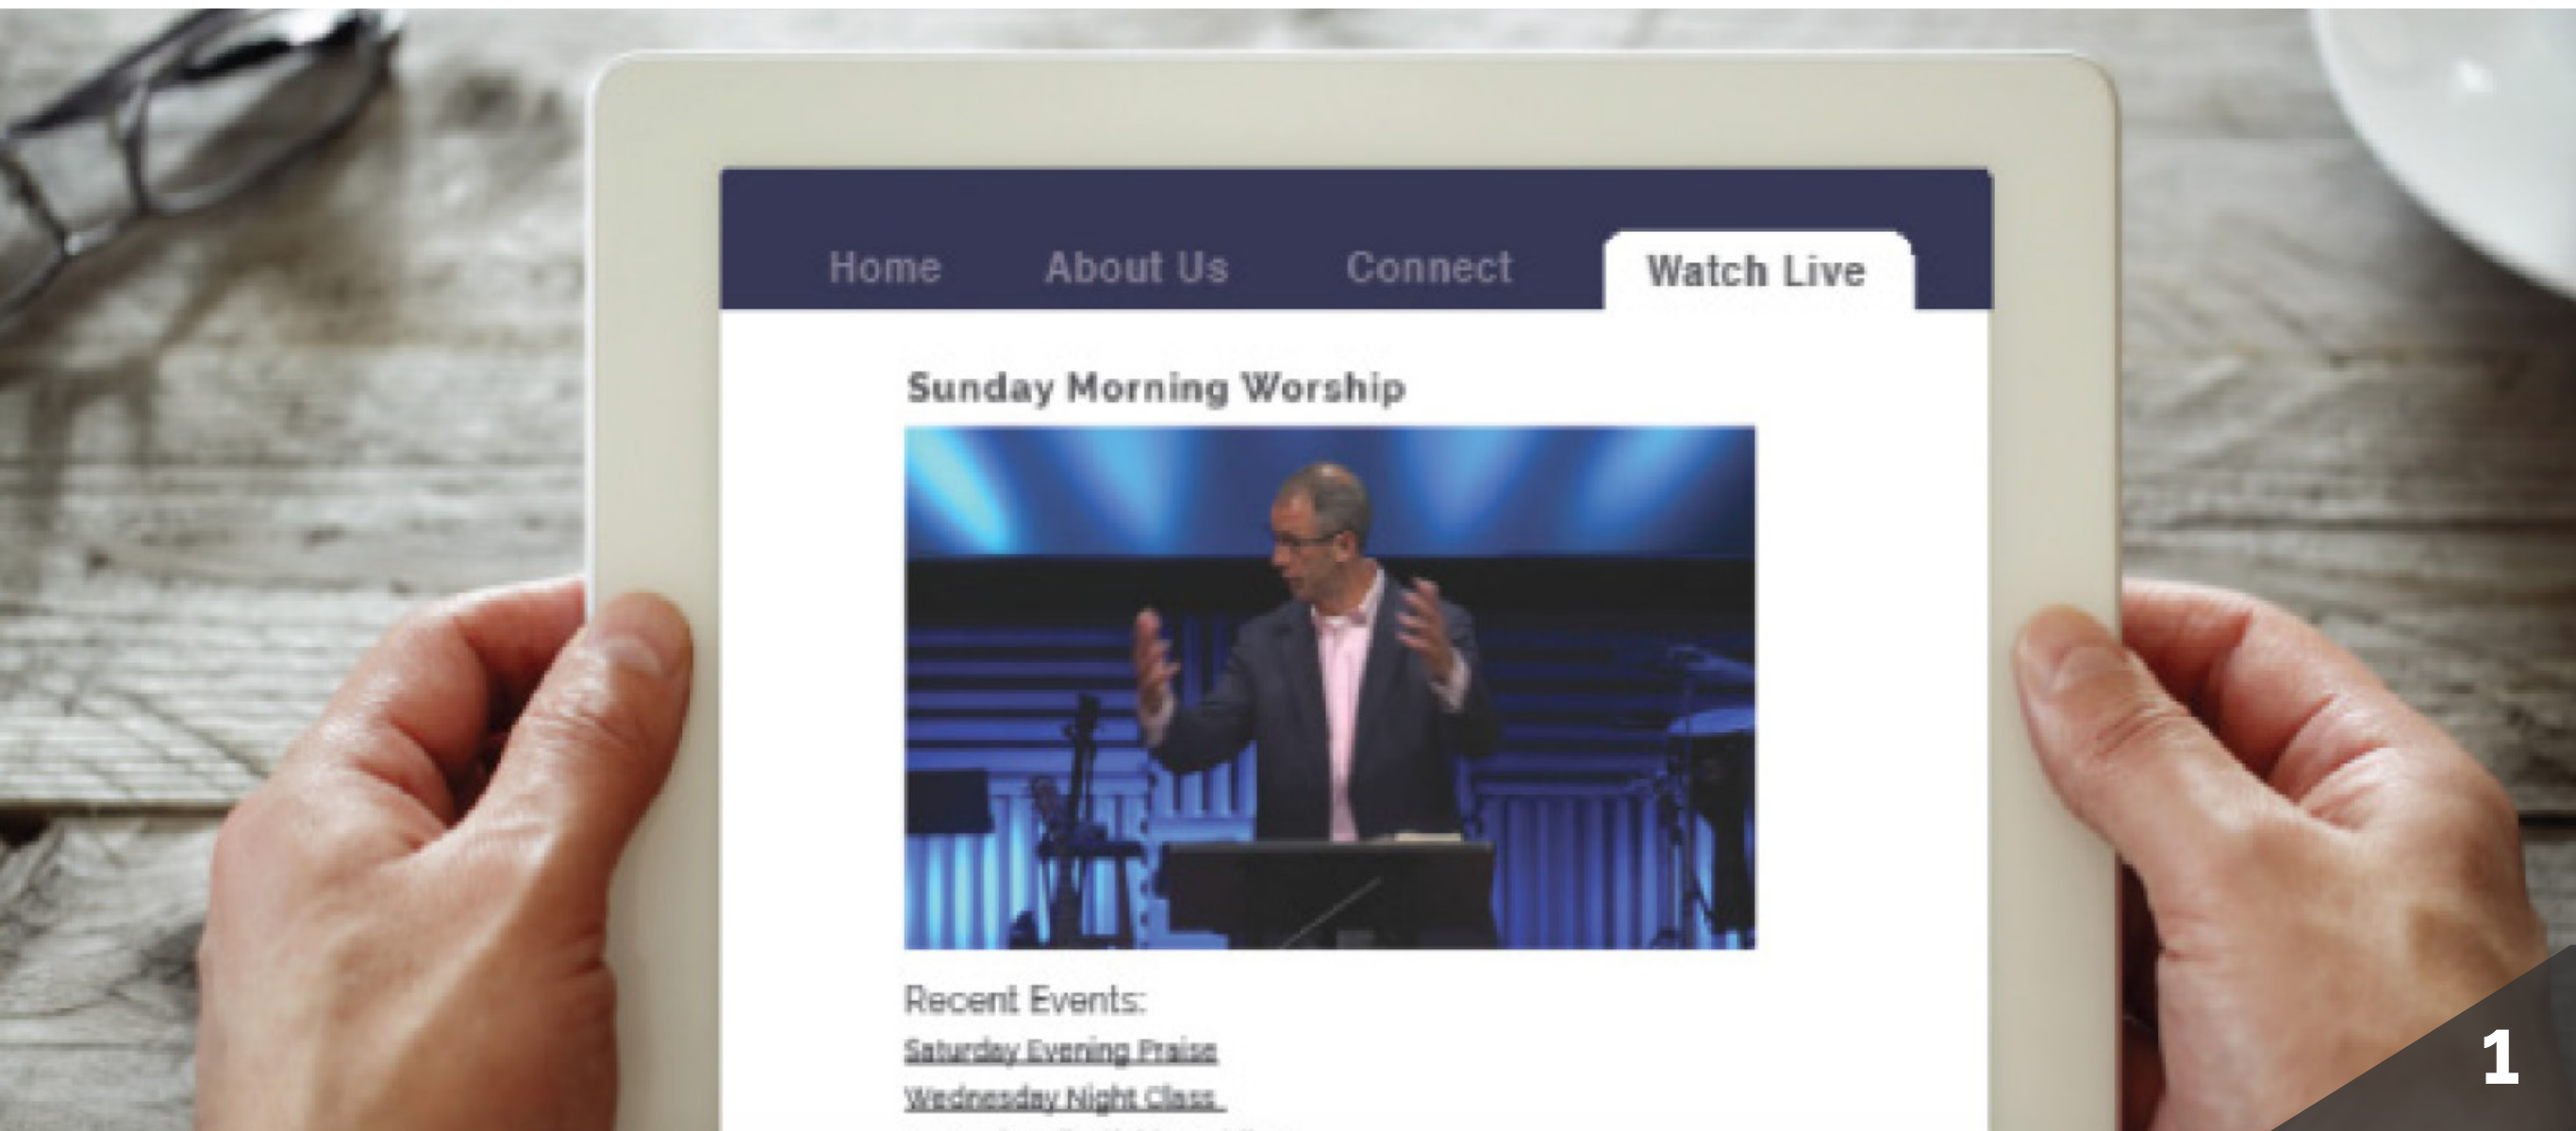 Home About Us Connect Watch Live
Sunday Morning Worship
Recent Events:
Saturday Evening Praise
Wednesday Night Class
1